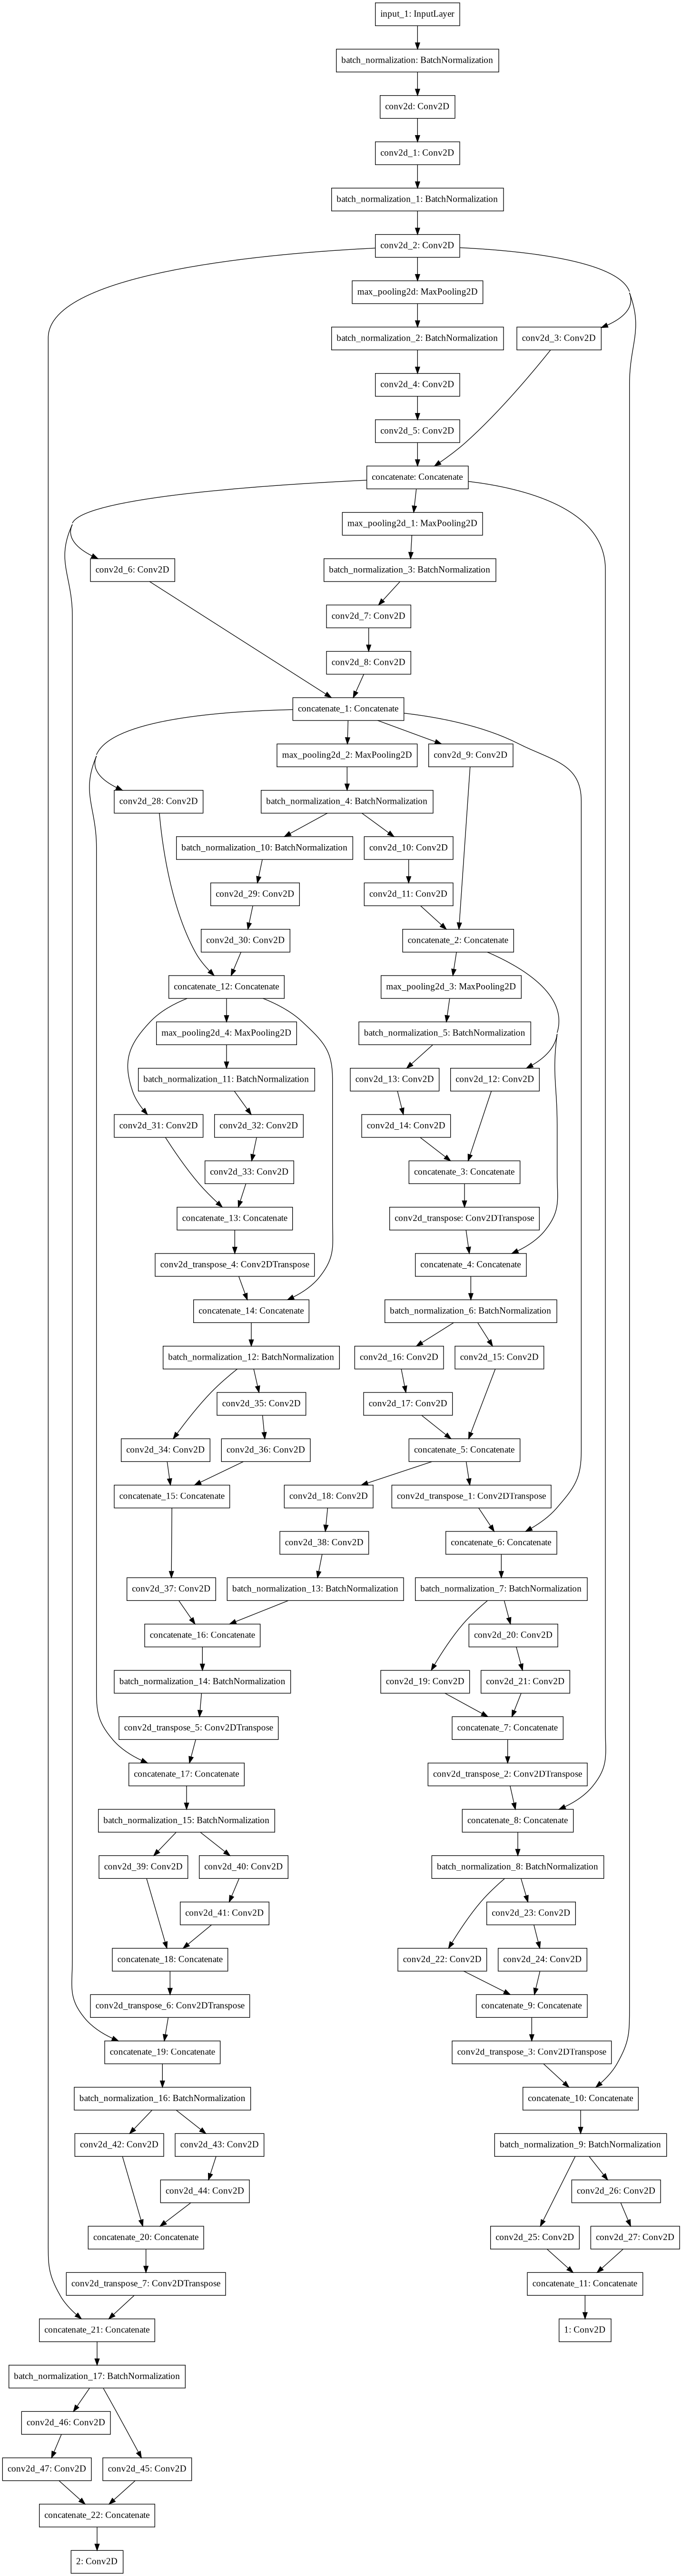 input_1: InputLayer
batch_normalization: BatchNormalization
conv2d: Conv2D
conv2d_1: Conv2D
batch_normalization_1: BatchNormalization
conv2d_2: Conv2D
max_pooling2d: MaxPooling2D
batch_normalization_2: BatchNormalization
conv2d_3: Conv2D
conv2d_4: Conv2D
conv2d_5: Conv2D
concatenate: Concatenate
max_pooling2d_1: MaxPooling2D
conv2d_6: Conv2D
batch_normalization_3: BatchNormalization
conv2d_7: Conv2D
conv2d_8: Conv2D
concatenate_1: Concatenate
max_pooling2d_2: MaxPooling2D
conv2d_9: Conv2D
conv2d_28: Conv2D
batch_normalization_4: BatchNormalization
batch_normalization_10: BatchNormalization
conv2d_10: Conv2D
conv2d_29: Conv2D
conv2d_11: Conv2D
conv2d_30: Conv2D
concatenate_2: Concatenate
concatenate_12: Concatenate
max_pooling2d_3: MaxPooling2D
max_pooling2d_4: MaxPooling2D
batch_normalization_5: BatchNormalization
batch_normalization_11: BatchNormalization
conv2d_13: Conv2D
conv2d_12: Conv2D
conv2d_31: Conv2D
conv2d_32: Conv2D
conv2d_14: Conv2D
conv2d_33: Conv2D
concatenate_3: Concatenate
concatenate_13: Concatenate
conv2d_transpose: Conv2DTranspose
conv2d_transpose_4: Conv2DTranspose
concatenate_4: Concatenate
concatenate_14: Concatenate
batch_normalization_6: BatchNormalization
batch_normalization_12: BatchNormalization
conv2d_16: Conv2D
conv2d_15: Conv2D
conv2d_35: Conv2D
conv2d_17: Conv2D
conv2d_34: Conv2D
conv2d_36: Conv2D
concatenate_5: Concatenate
concatenate_15: Concatenate
conv2d_18: Conv2D
conv2d_transpose_1: Conv2DTranspose
conv2d_38: Conv2D
concatenate_6: Concatenate
conv2d_37: Conv2D
batch_normalization_13: BatchNormalization
batch_normalization_7: BatchNormalization
concatenate_16: Concatenate
conv2d_20: Conv2D
batch_normalization_14: BatchNormalization
conv2d_19: Conv2D
conv2d_21: Conv2D
conv2d_transpose_5: Conv2DTranspose
concatenate_7: Concatenate
concatenate_17: Concatenate
conv2d_transpose_2: Conv2DTranspose
batch_normalization_15: BatchNormalization
concatenate_8: Concatenate
conv2d_39: Conv2D
conv2d_40: Conv2D
batch_normalization_8: BatchNormalization
conv2d_41: Conv2D
conv2d_23: Conv2D
concatenate_18: Concatenate
conv2d_22: Conv2D
conv2d_24: Conv2D
conv2d_transpose_6: Conv2DTranspose
concatenate_9: Concatenate
concatenate_19: Concatenate
conv2d_transpose_3: Conv2DTranspose
batch_normalization_16: BatchNormalization
concatenate_10: Concatenate
conv2d_42: Conv2D
conv2d_43: Conv2D
batch_normalization_9: BatchNormalization
conv2d_44: Conv2D
conv2d_26: Conv2D
concatenate_20: Concatenate
conv2d_25: Conv2D
conv2d_27: Conv2D
conv2d_transpose_7: Conv2DTranspose
concatenate_11: Concatenate
concatenate_21: Concatenate
1: Conv2D
batch_normalization_17: BatchNormalization
conv2d_46: Conv2D
conv2d_47: Conv2D
conv2d_45: Conv2D
concatenate_22: Concatenate
2: Conv2D